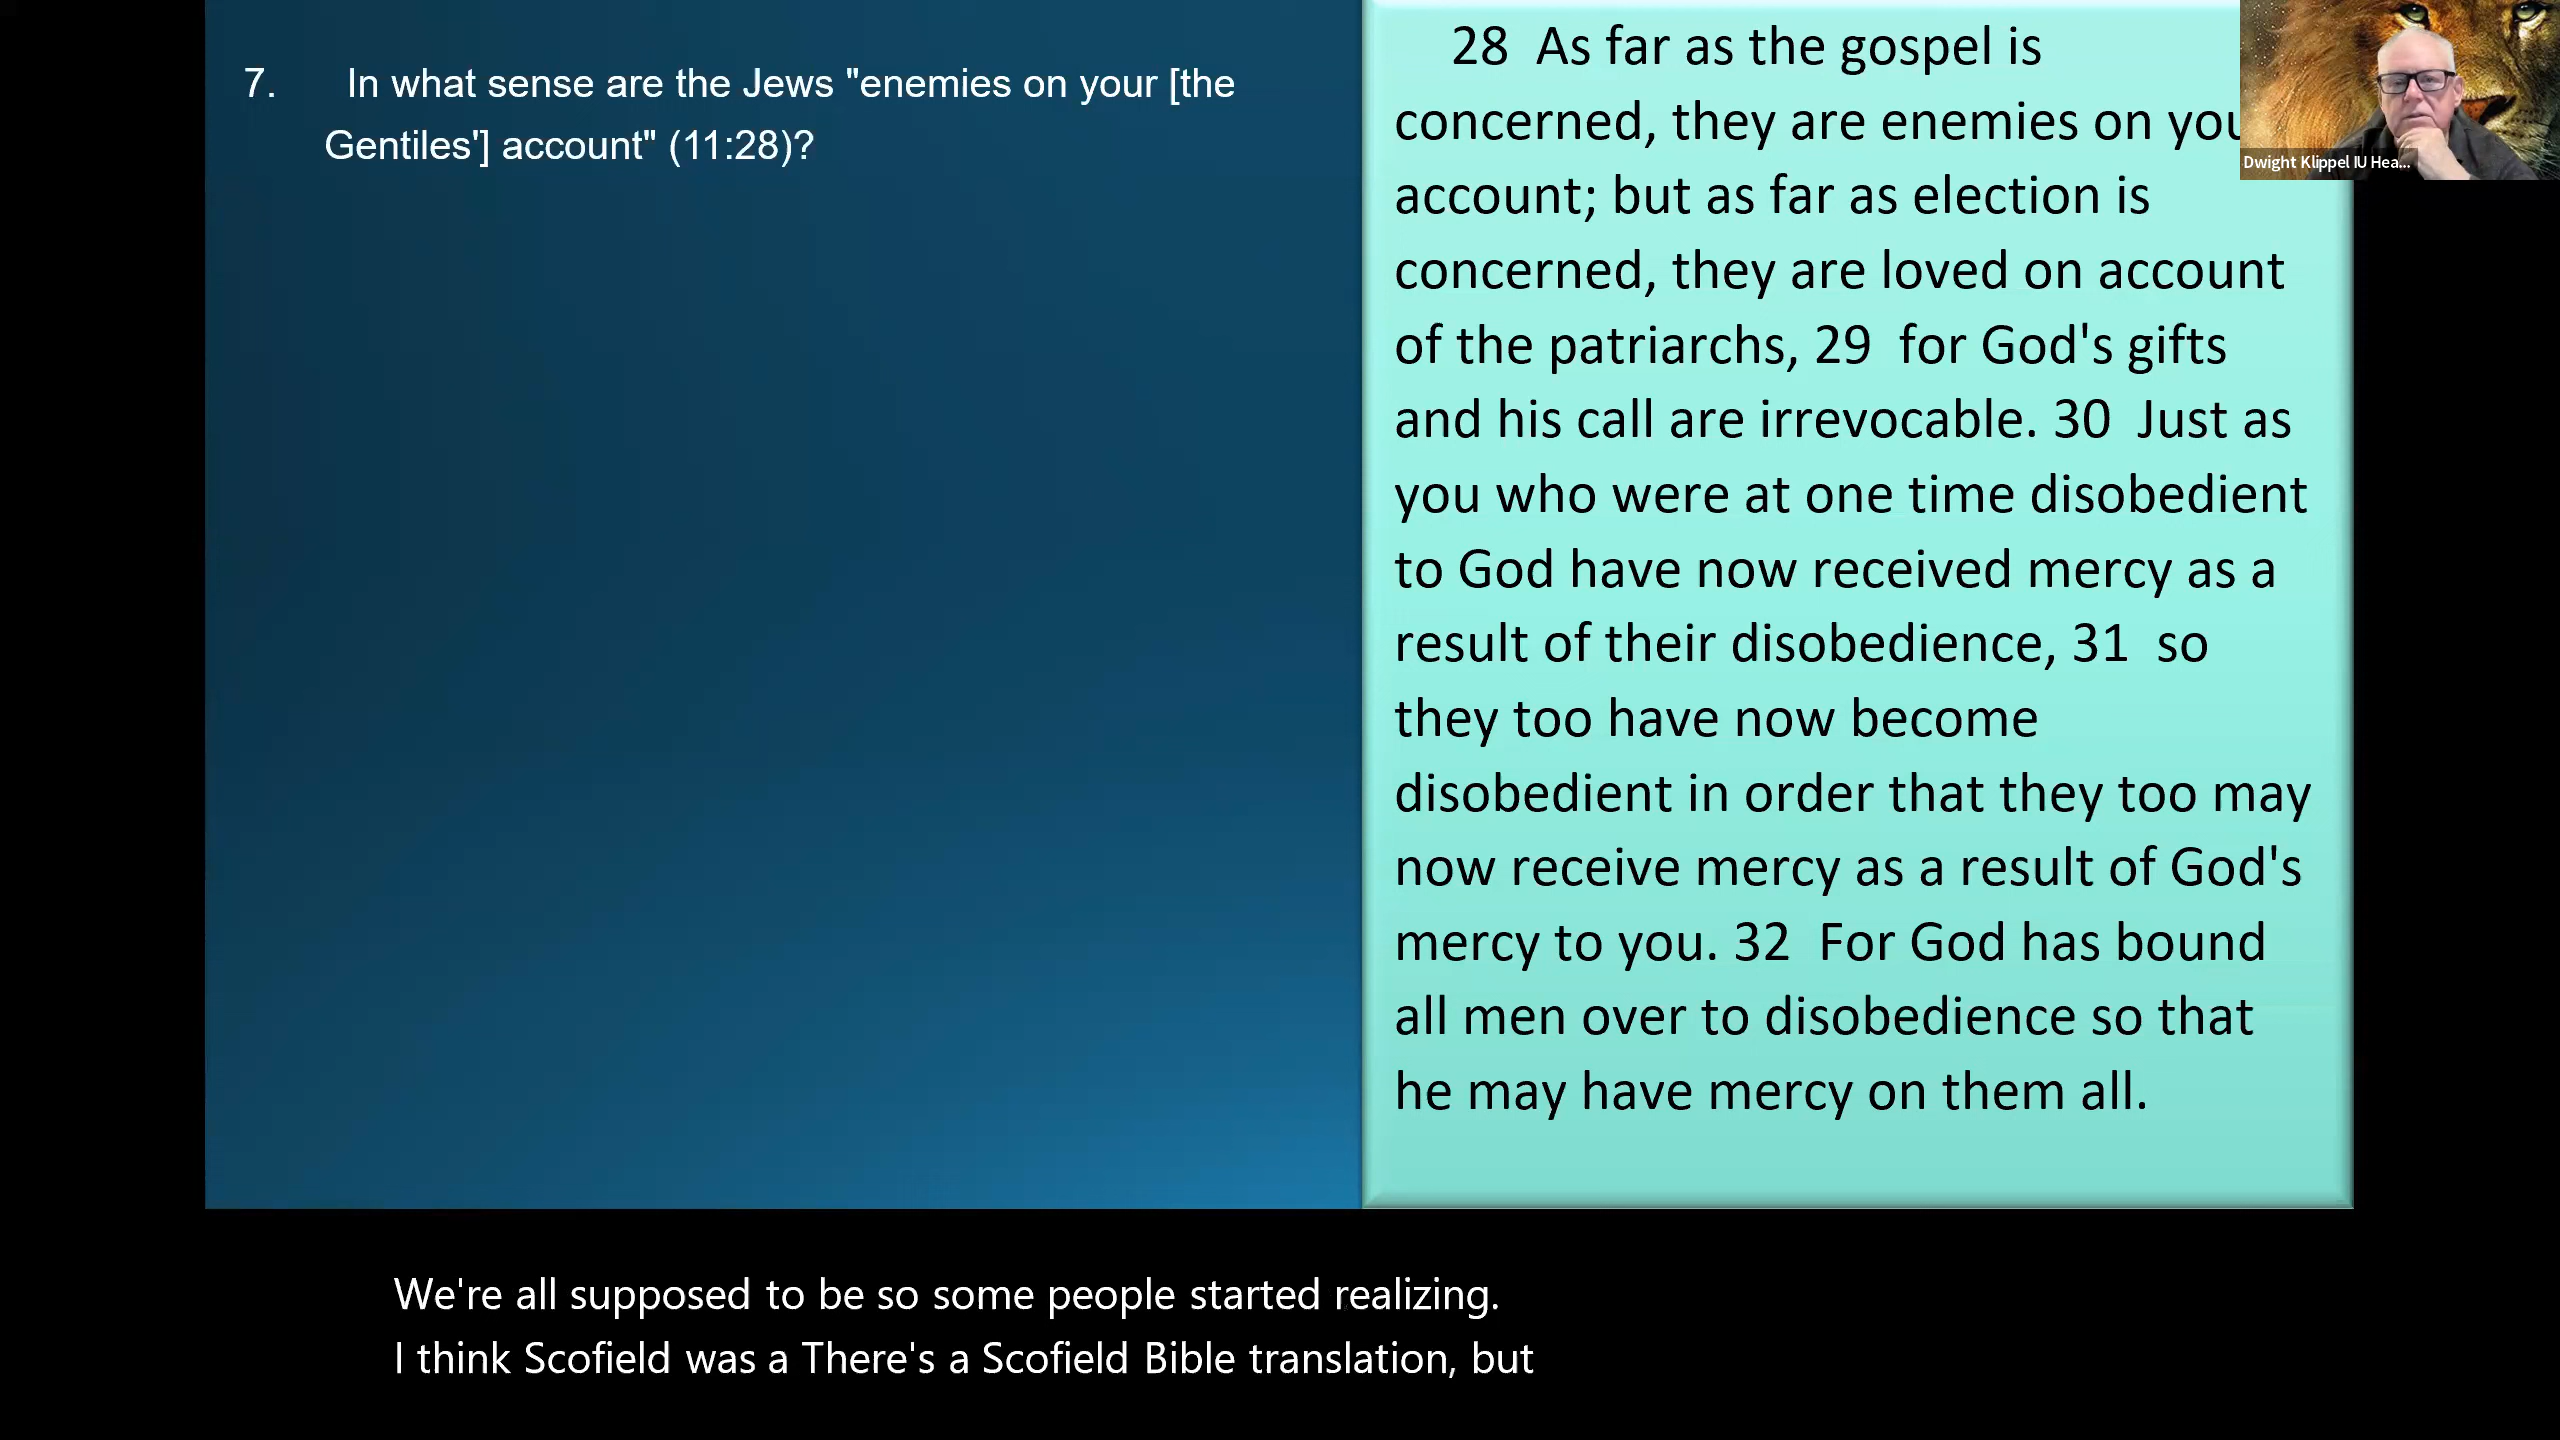 7. In what sense are the Jews "enemies on your [the
Gentiles'] account" (11:28)?
28 As far as the gospel is
concerned, they are enemies on you
account; but as far as election is
concerned, they are loved on account
of the patriarchs, 29 for God's gifts
and his call are irrevocable. 30 Just as
you who were at one time disobedient
to God have now received mercy as a
result of their disobedience, 31 so
they too have now become
disobedient in order that they too may
now receive mercy as a result of God's
mercy to you. 32 For God has bound
all men over to disobedience so that
he may have mercy on them all.
Dwight Klippel IU Hea...
We're all supposed to be so some people started realizing.
I think Scofield was a There's a Scofield Bible translation, but